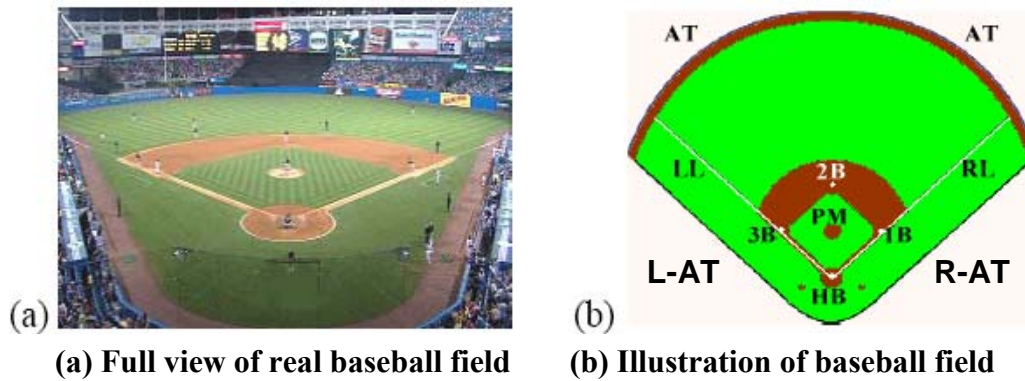 AT AT
LL RL
2B
PM
3B 1B
L-AT R-AT
HB
(a) (b)
(a) Full view of real baseball field (b) Illustration of baseball field